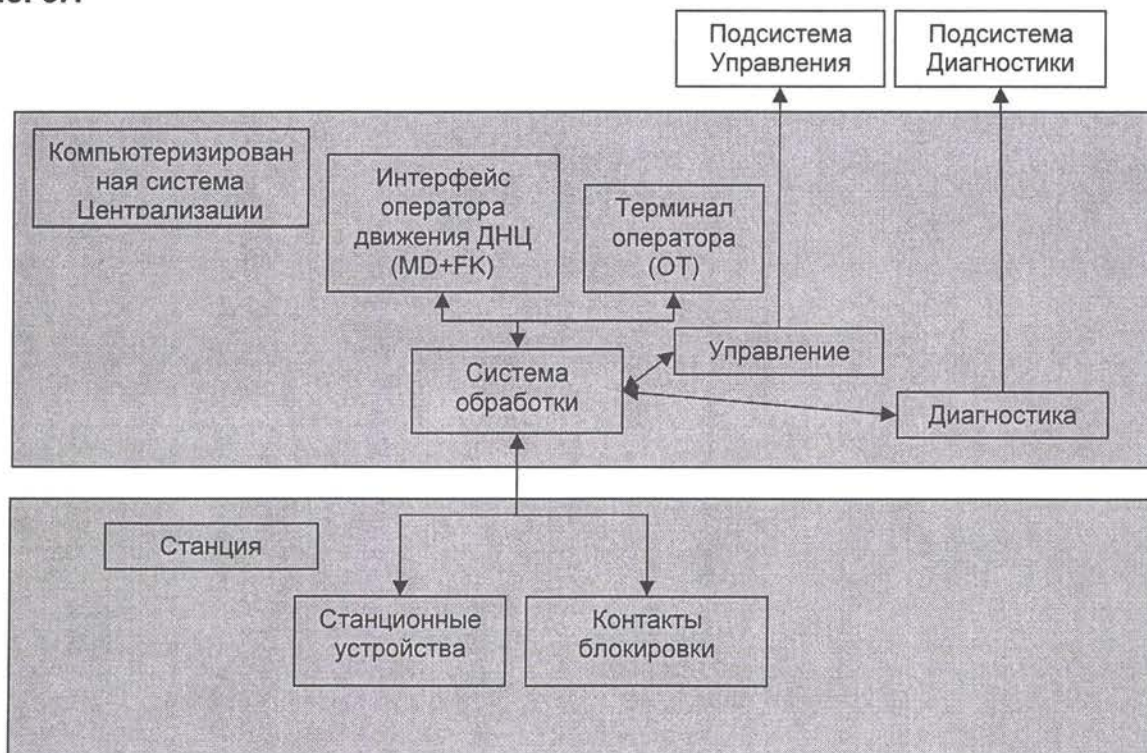 Подсистема
Управления
Подсистема
Диагностики
Компьютеризирован
ная система
Централизации
Интерфейс
оператора
движения ДНЦ
(MD+FK)
Терминал
оператора
(ОТ)
Управление
Система
обработки
Диагностика
Станция
Станционные
устройства
Контакты
блокировки